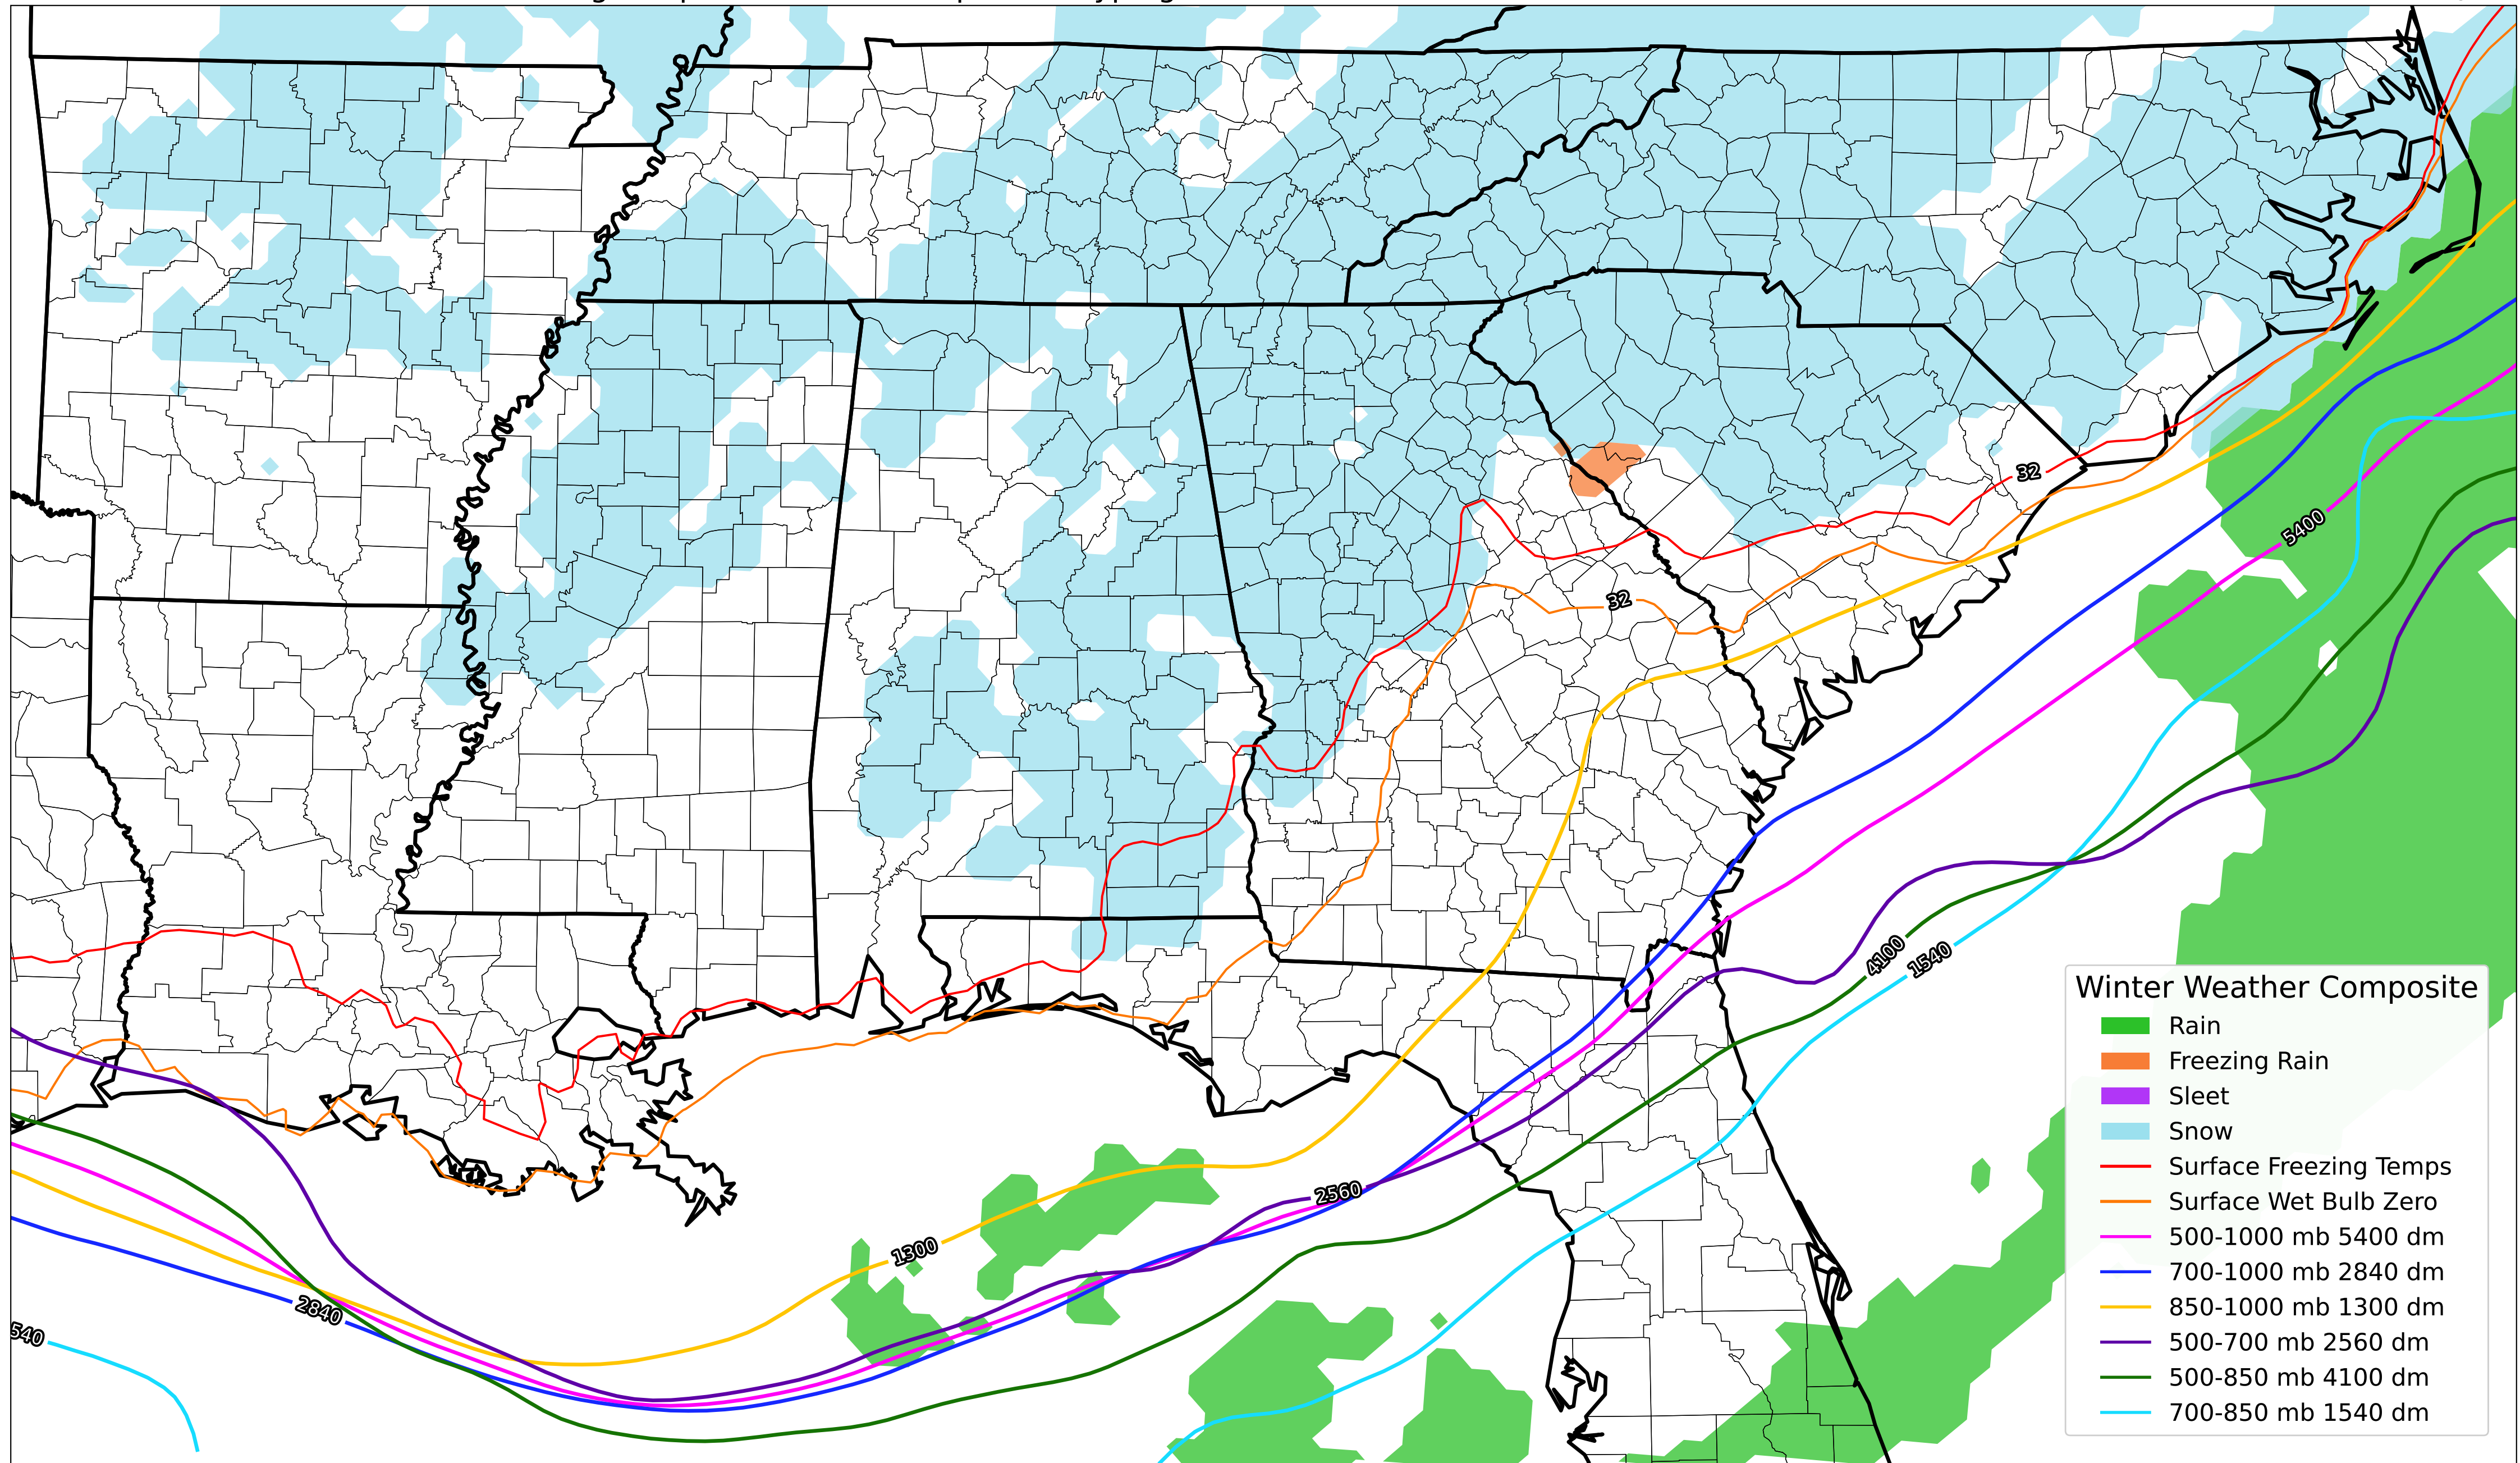 32
32
5400
4100
1540
2560
1300
2840
540
Winter Weather Composite
Rain
Freezing Rain
Sleet
Snow
Surface Freezing Temps
Surface Wet Bulb Zero
500-1000 mb 5400 dm
700-1000 mb 2840 dm
850-1000 mb 1300 dm
500-700 mb 2560 dm
500-850 mb 4100 dm
700-850 mb 1540 dm